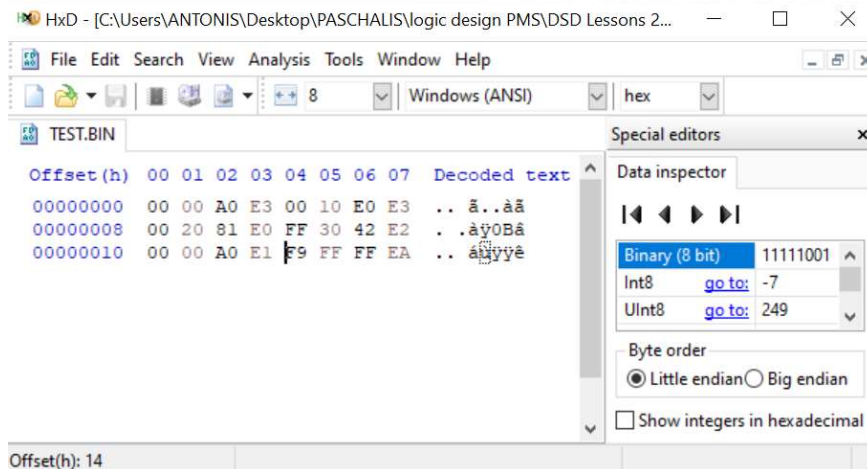 HxD - [C:\Users\ANTONIS\Desktop\PASCHALIS\logic design PMS\DSD Lessons 2...
File Edit Search View Analysis Tools Window Help
8 Windows (ANSI) hex
TEST.BIN
Special editors
Offset(h) 00 01 02 03 04 05 06 07 Decoded text
Data inspector
00000000 00 00 A0 E3 00 10 E0 E3 .. ã..àã
00000008 00 20 81 E0 FF 30 42 E2 . .àÿ0Bâ
00000010 00 00 A0 E1 F9 FF FF EA .. áùÿÿê
Binary (8 bit) 11111001
Int8 go to: -7
UInt8 go to: 249
Byte order
Little endian Big endian
Show integers in hexadecimal
Offset(h): 14